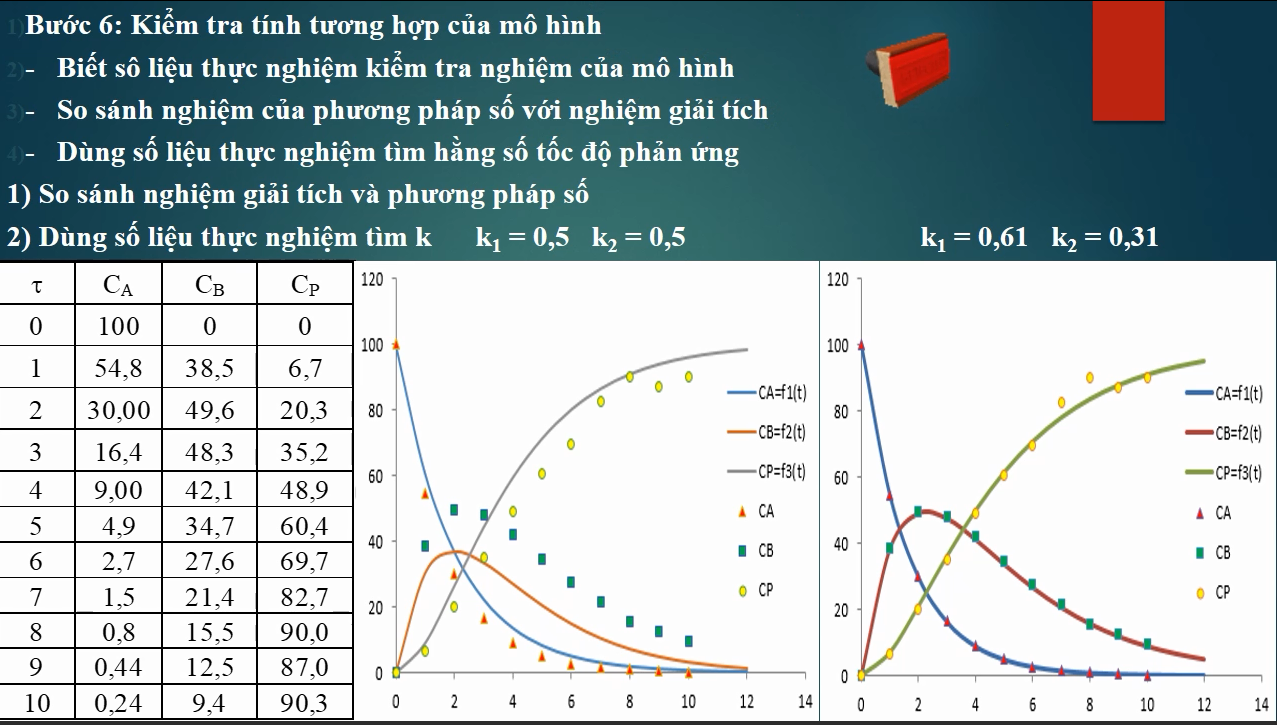 1) Bước 6: Kiểm tra tính tương hợp của mô hình
2) - Biết sô liệu thực nghiệm kiểm tra nghiệm của mô hình
3) - So sánh nghiệm của phương pháp số với nghiệm giải tích
4) - Dùng số liệu thực nghiệm tìm hằng số tốc độ phản ứng
1) So sánh nghiệm giải tích và phương pháp số
2) Dùng số liệu thực nghiệm tìm k k₁ = 0,5 k₂ = 0,5 k₁ = 0,61 k₂ = 0,31
τ C_A C_B C_P
0 100 0 0
1 54,8 38,5 6,7
2 30,00 49,6 20,3
3 16,4 48,3 35,2
4 9,00 42,1 48,9
5 4,9 34,7 60,4
6 2,7 27,6 69,7
7 1,5 21,4 82,7
8 0,8 15,5 90,0
9 0,44 12,5 87,0
10 0,24 9,4 90,3
120
100
80
60
40
20
0
0 2 4 6 8 10 12 14
CA=f1(t)
CB=f2(t)
CP=f3(t)
CA
CB
CP
120
100
80
60
40
20
0
0 2 4 6 8 10 12 14
CA=f1(t)
CB=f2(t)
CP=f3(t)
CA
CB
CP